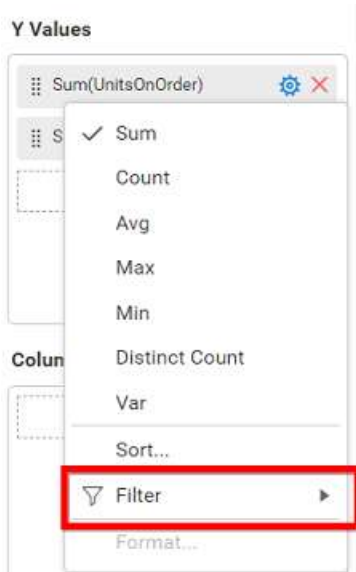 Y Values
Sum(UnitsOnOrder)
S
Sum
Count
Avg
Max
Min
Distinct Count
Var
Colum
Sort...
Filter
Format...